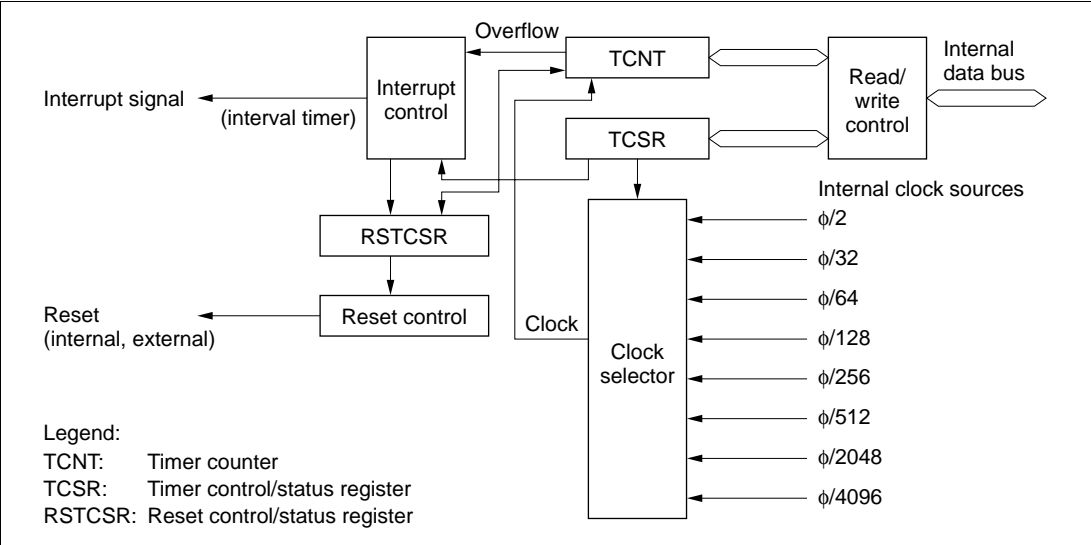 Overflow
TCNT
Interrupt
control
Read/
write
control
Internal
data bus
Interrupt signal
(interval timer)
TCSR
Internal clock sources
RSTCSR
Reset control
Reset
(internal, external)
Clock
Clock
selector
ϕ/2
ϕ/32
ϕ/64
ϕ/128
ϕ/256
ϕ/512
ϕ/2048
ϕ/4096
Legend:
TCNT: Timer counter
TCSR: Timer control/status register
RSTCSR: Reset control/status register